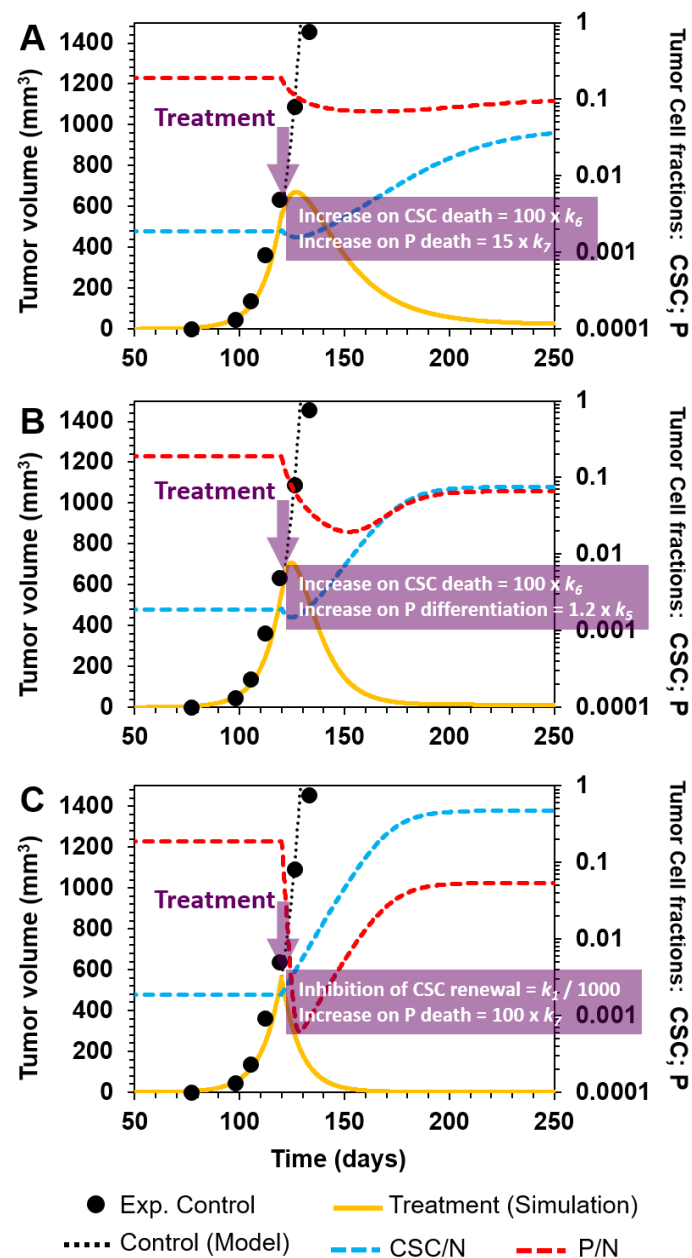 A
Tumor volume (mm³)
1400
1200
1000
800
600
400
200
0
Treatment
Increase on CSC death = 100 x k₆
Increase on P death = 15 x k₇
1
0.1
0.01
0.001
0.0001
Tumor Cell fractions: CSC; P
50 100 150 200 250
B
Tumor volume (mm³)
1400
1200
1000
800
600
400
200
0
Treatment
Increase on CSC death = 100 x k₆
Increase on P differentiation = 1.2 x k₅
1
0.1
0.01
0.001
0.0001
Tumor Cell fractions: CSC; P
50 100 150 200 250
C
Tumor volume (mm³)
1400
1200
1000
800
600
400
200
0
Treatment
Inhibition of CSC renewal = k₁ / 1000
Increase on P death = 100 x k₇
1
0.1
0.01
0.001
0.0001
Tumor Cell fractions: CSC; P
50 100 150 200 250
Time (days)
Exp. Control Treatment (Simulation)
Control (Model) CSC/N P/N